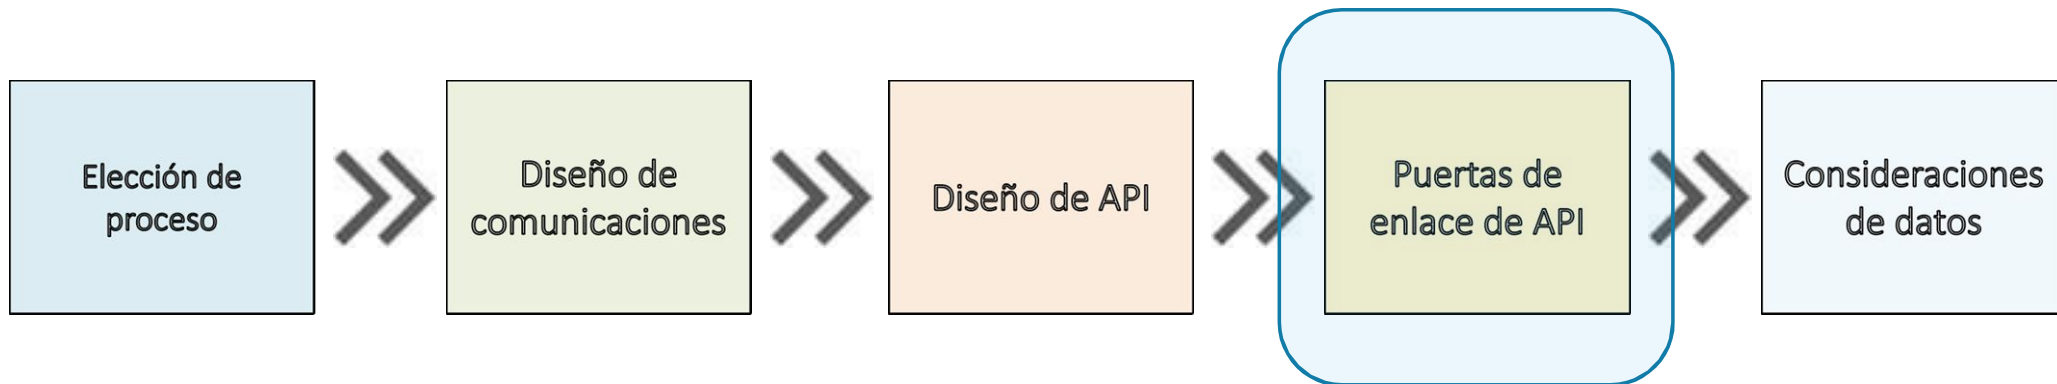 Elección de
proceso
Diseño de
comunicaciones
Diseño de API
Puertas de
enlace de API
Consideraciones
de datos